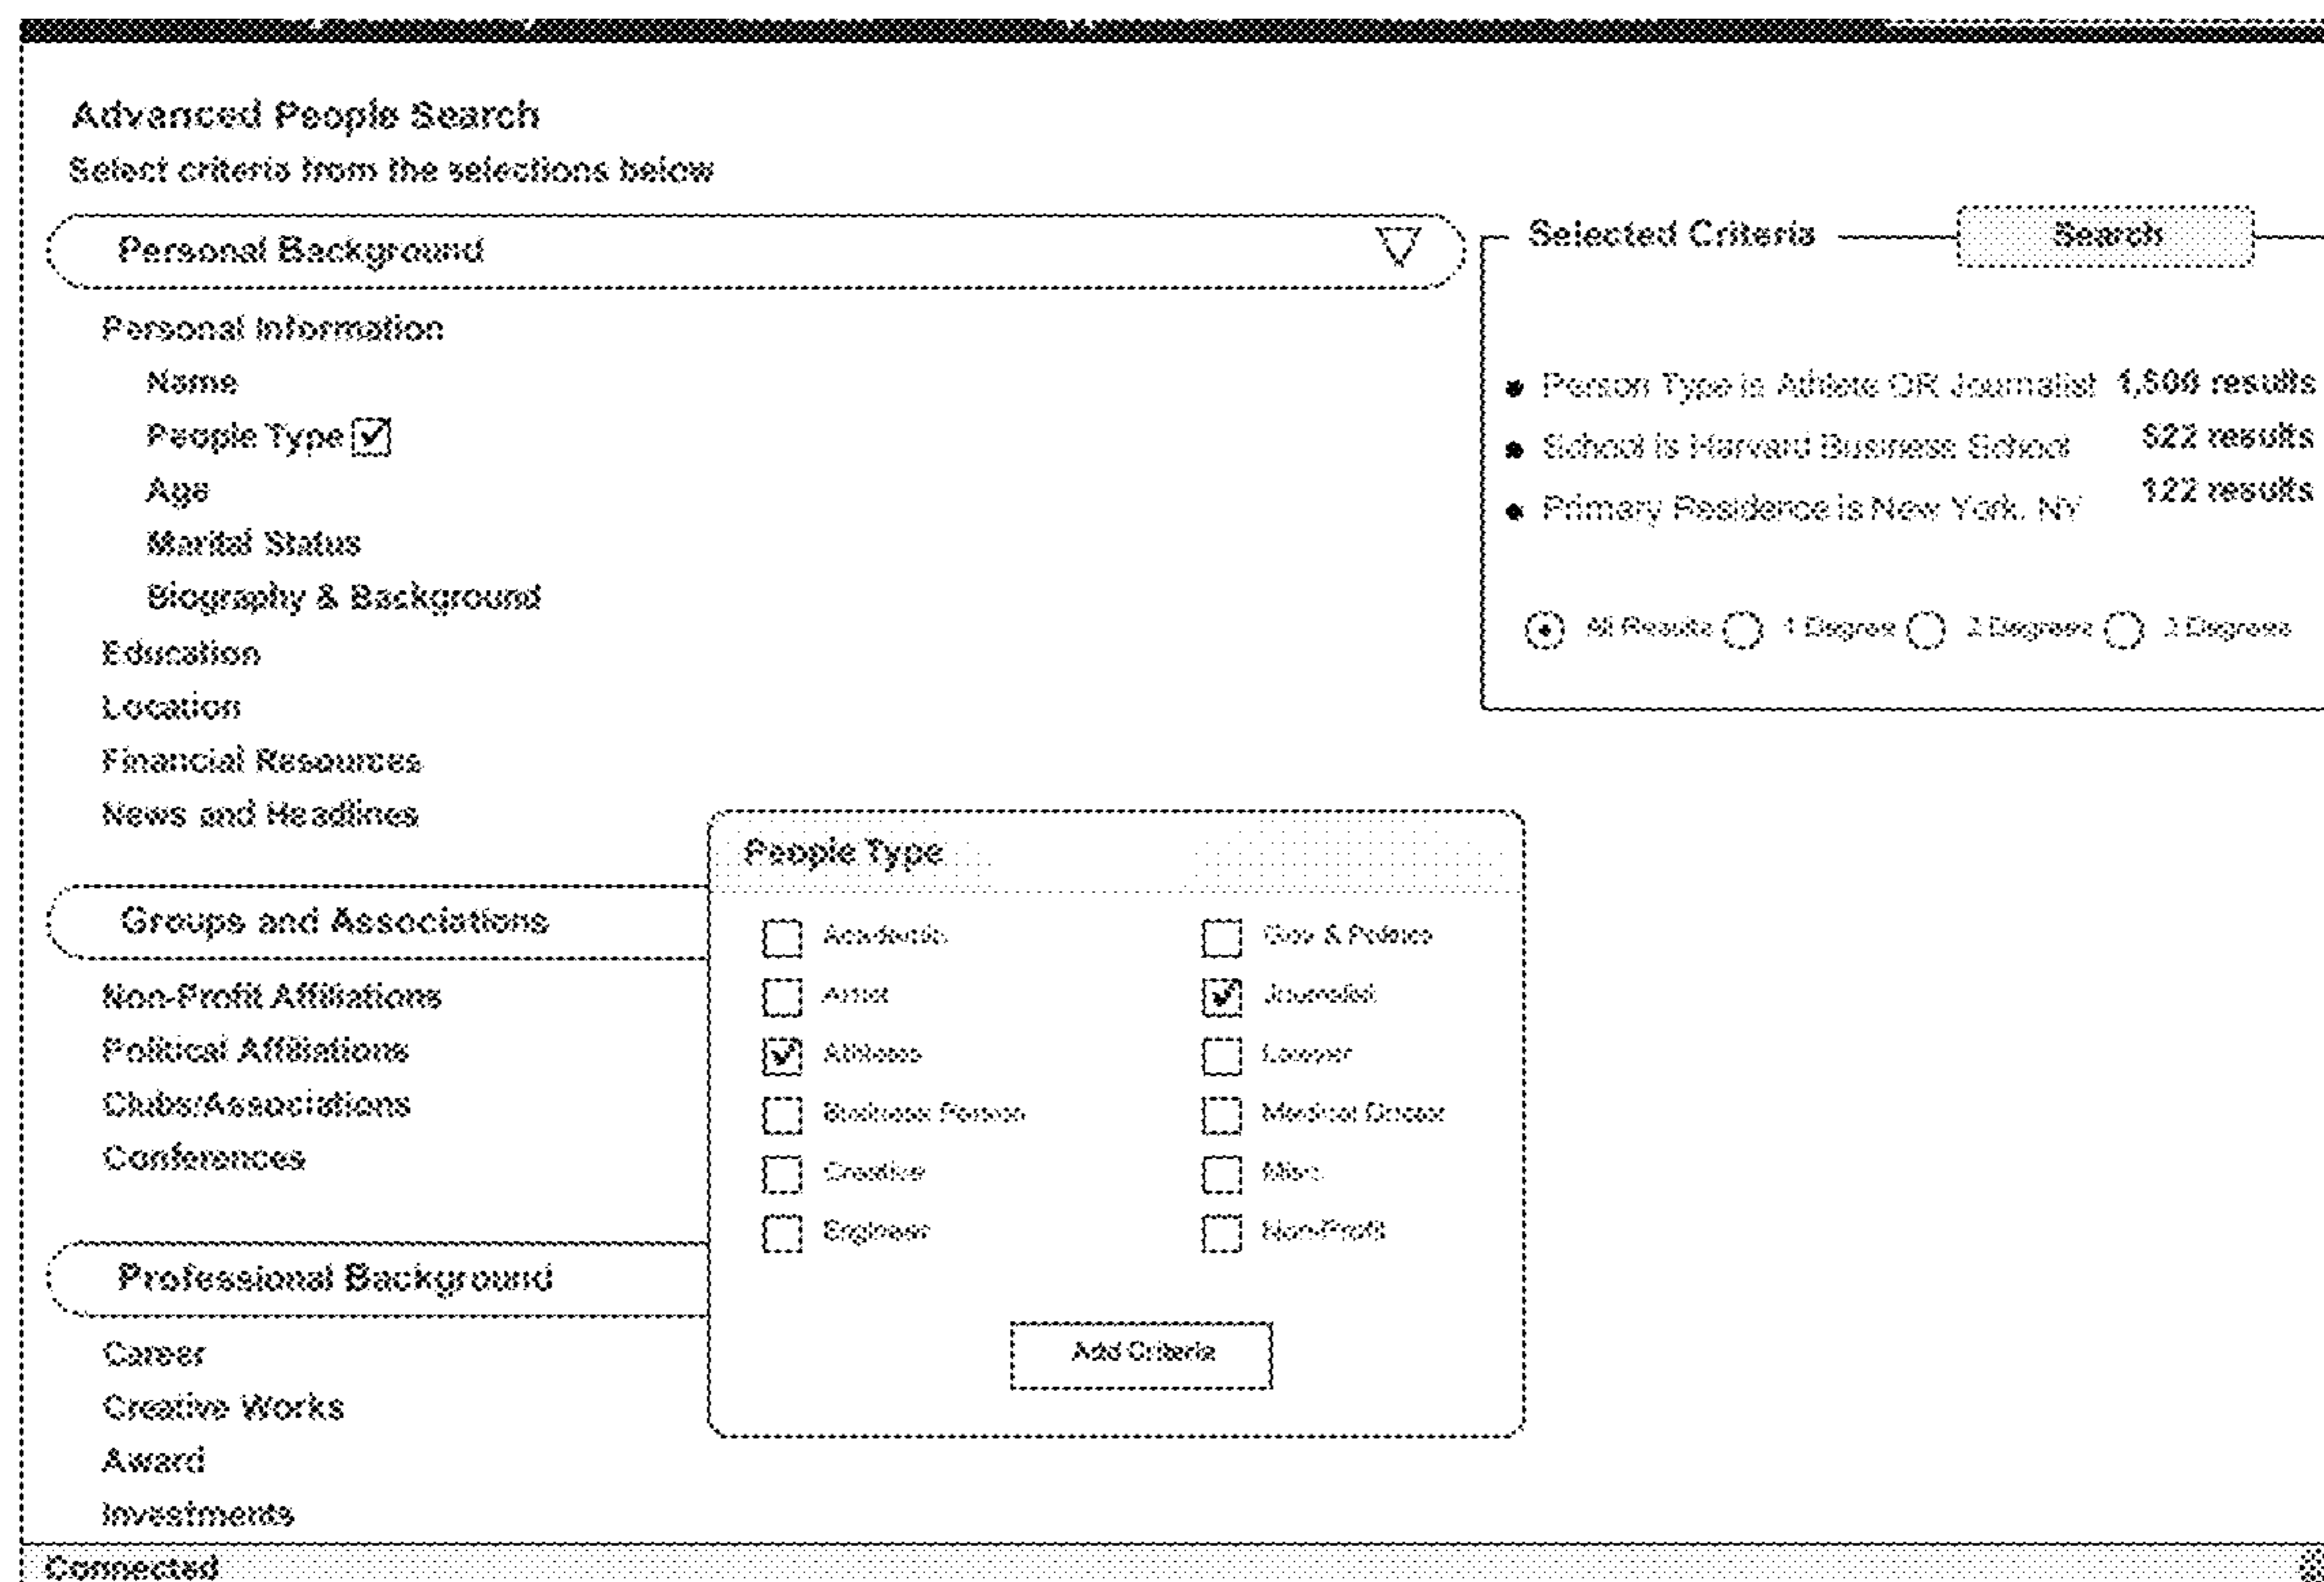 Advanced People Search
Select criteria from the selections below
Personal Background
Personal Information
Name
People Type
Age
Marital Status
Biography & Background
Education
Location
Financial Resources
News and Headlines
Groups and Associations
Non-Profit Affiliations
Political Affiliations
Clubs/Associations
Conferences
Professional Background
Career
Creative Works
Award
Investments
Connected
Selected Criteria
Search
Person Type is Athlete OR Journalist 1,500 results
School is Harvard Business School 522 results
Primary Residence is New York, NY 122 results
All Results 1 Degree 2 Degrees 3 Degrees
People Type
Academic
Artist
Athlete
Business Person
Creative
Engineer
Gov & Politics
Journalist
Lawyer
Medical Doctor
Misc.
Non-Profit
Add Criteria